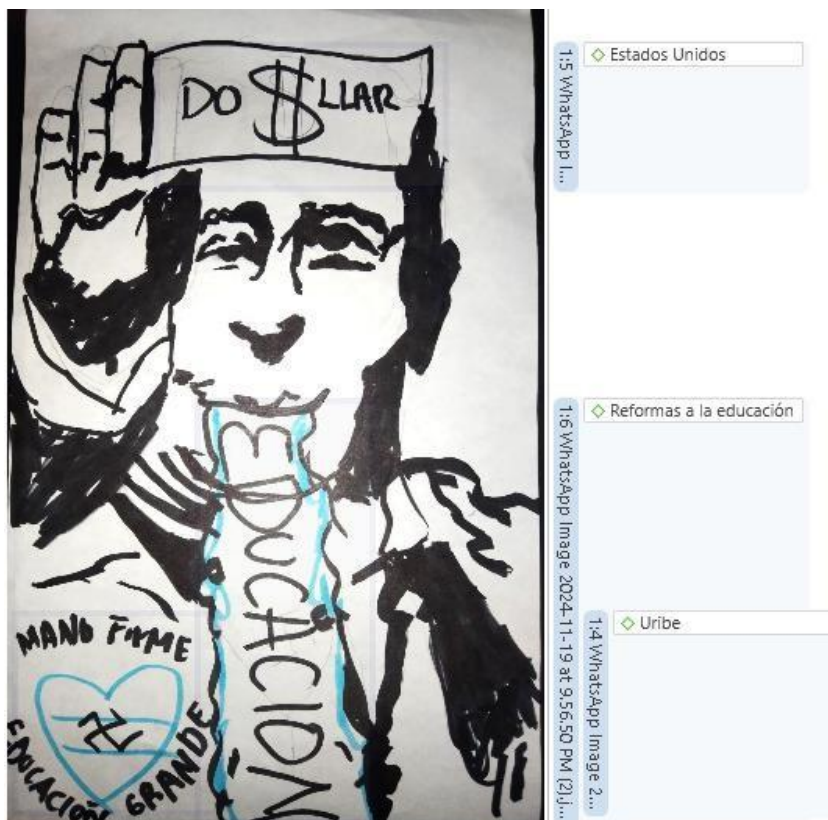 DO $ LLAR
EDUCACIÓN
MANO FIRME
EDUCACIÓN GRANDE
Estados Unidos
Reformas a la educación
Uribe
1:5 WhatsApp I...
1:6 WhatsApp Image 2024-11-19 at 9.56.50 PM (2).j...
1:4 WhatsApp Image 2...